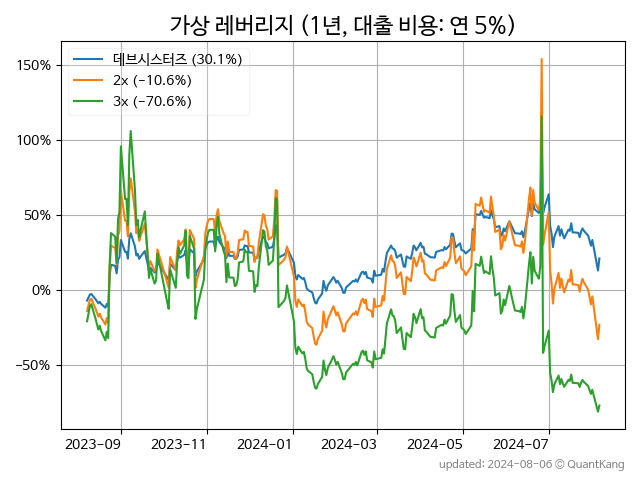 가상 레버리지 (1년, 대출 비용: 연 5%)
데브시스터즈 (30.1%)
2x (−10.6%)
3x (−70.6%)
150%
100%
50%
0%
−50%
2023-09 2023-11 2024-01 2024-03 2024-05 2024-07
updated: 2024-08-06 © QuantKang